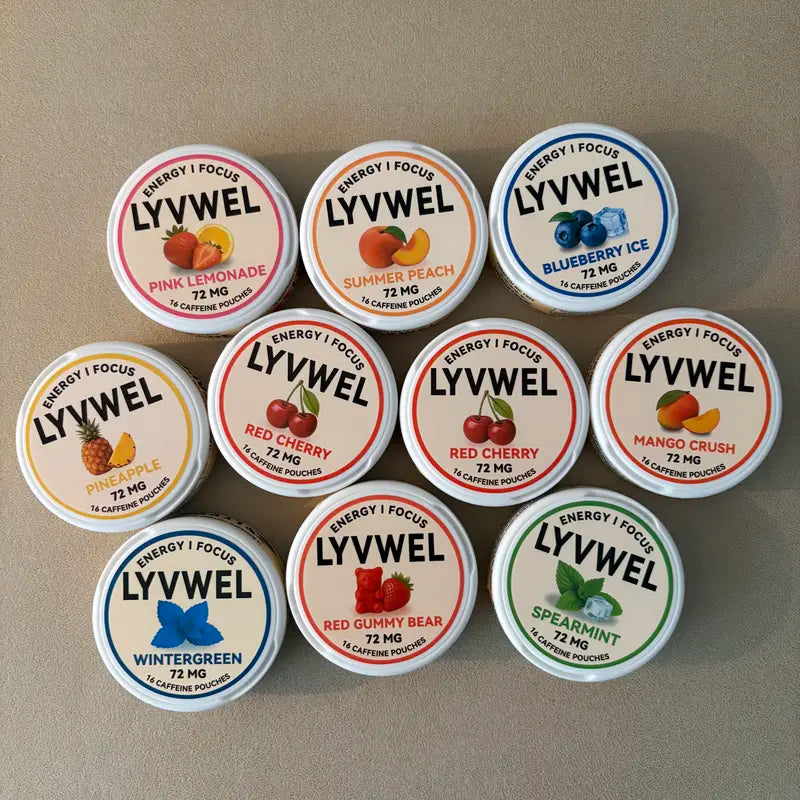 ENERGY | FOCUS
LYVWEL
PINK LEMONADE
72 MG
16 CAFFEINE POUCHES
ENERGY | FOCUS
LYVWEL
SUMMER PEACH
72 MG
16 CAFFEINE POUCHES
ENERGY | FOCUS
LYVWEL
BLUEBERRY ICE
72 MG
16 CAFFEINE POUCHES
ENERGY | FOCUS
LYVWEL
PINEAPPLE
72 MG
16 CAFFEINE POUCHES
ENERGY | FOCUS
LYVWEL
RED CHERRY
72 MG
16 CAFFEINE POUCHES
ENERGY | FOCUS
LYVWEL
RED CHERRY
72 MG
16 CAFFEINE POUCHES
ENERGY | FOCUS
LYVWEL
MANGO CRUSH
72 MG
16 CAFFEINE POUCHES
ENERGY | FOCUS
LYVWEL
WINTERGREEN
72 MG
16 CAFFEINE POUCHES
ENERGY | FOCUS
LYVWEL
RED GUMMY BEAR
72 MG
16 CAFFEINE POUCHES
ENERGY | FOCUS
LYVWEL
SPEARMINT
72 MG
16 CAFFEINE POUCHES